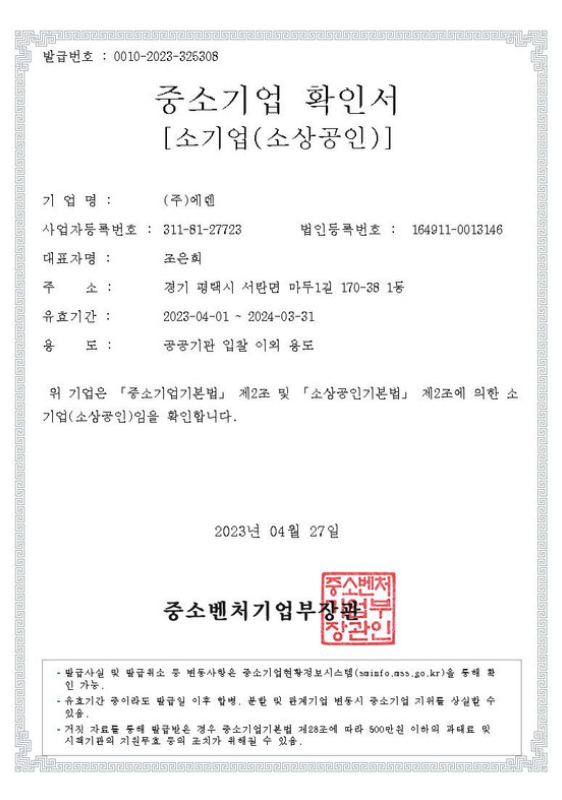 발급번호 : 0010-2023-325308
중소기업 확인서
[소기업(소상공인)]
기 업 명 : (주)에렌
사업자등록번호 : 311-81-27723 법인등록번호 : 164911-0013146
대표자명 : 조은희
주 소 : 경기 평택시 서탄면 마두1길 170-38 1동
유효기간 : 2023-04-01 ~ 2024-03-31
용 도 : 공공기관 입찰 이외 용도
위 기업은 「중소기업기본법」 제2조 및 「소상공인기본법」 제2조에 의한 소
기업(소상공인)임을 확인합니다.
2023년 04월 27일
중소벤처기업부장관
중소벤처
기업부
장관인
- 발급사실 및 발급취소 등 변동사항은 중소기업현황정보시스템(sminfo.mss.go.kr)을 통해 확
인 가능.
- 유효기간 중이라도 발급일 이후 합병, 분할 및 관계기업 변동시 중소기업 지위를 상실할 수
있음.
- 거짓 자료를 통해 발급받은 경우 중소기업기본법 제28조에 따라 500만원 이하의 과태료 및
시책기관의 지원무효 등의 조치가 취해질 수 있음.